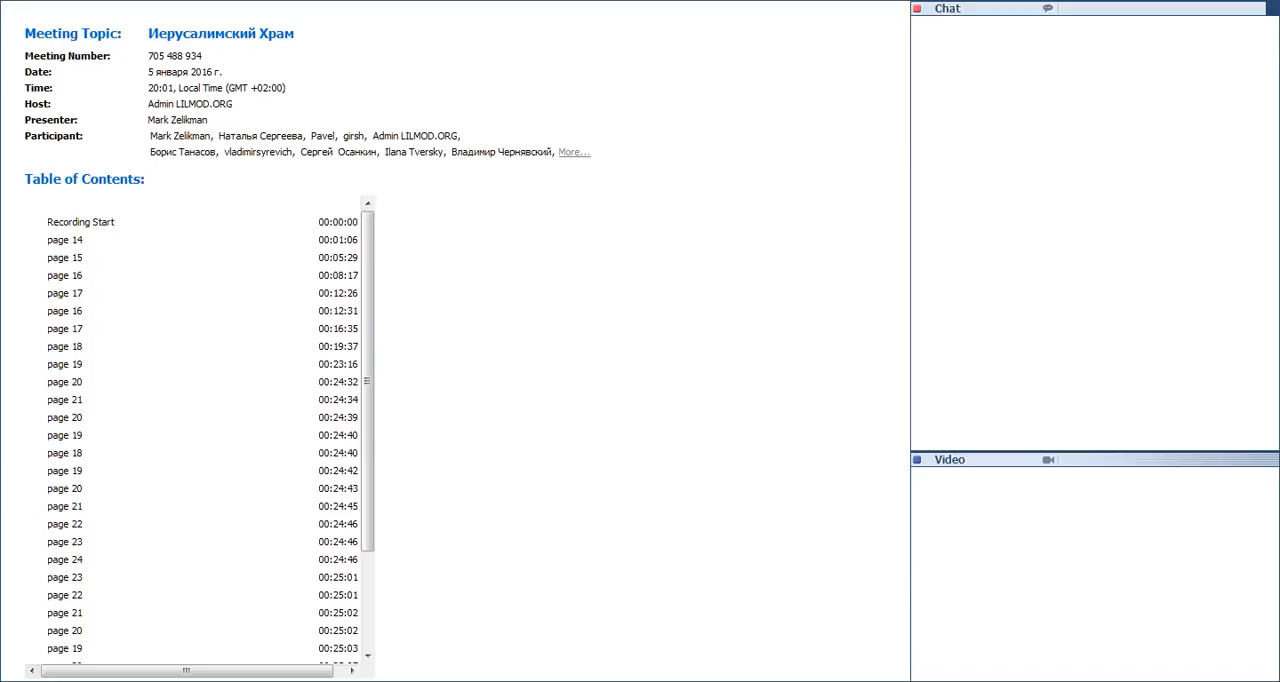 Meeting Topic: Иерусалимский Храм
Meeting Number: 705 488 934
Date: 5 января 2016 г.
Time: 20:01, Local Time (GMT +02:00)
Host: Admin LILMOD.ORG
Presenter: Mark Zelikman
Participant: Mark Zelikman, Наталья Сергеева, Pavel, girsh, Admin LILMOD.ORG,
Борис Танасов, vladimirsyrevich, Сергей Осанкин, Ilana Tversky, Владимир Чернявский, More...
Table of Contents:
Recording Start 00:00:00
page 14 00:01:06
page 15 00:05:29
page 16 00:08:17
page 17 00:12:26
page 16 00:12:31
page 17 00:16:35
page 18 00:19:37
page 19 00:23:16
page 20 00:24:32
page 21 00:24:34
page 20 00:24:39
page 19 00:24:40
page 18 00:24:40
page 19 00:24:42
page 20 00:24:43
page 21 00:24:45
page 22 00:24:46
page 23 00:24:46
page 24 00:24:46
page 23 00:25:01
page 22 00:25:01
page 21 00:25:02
page 20 00:25:02
page 19 00:25:03
Chat
Video